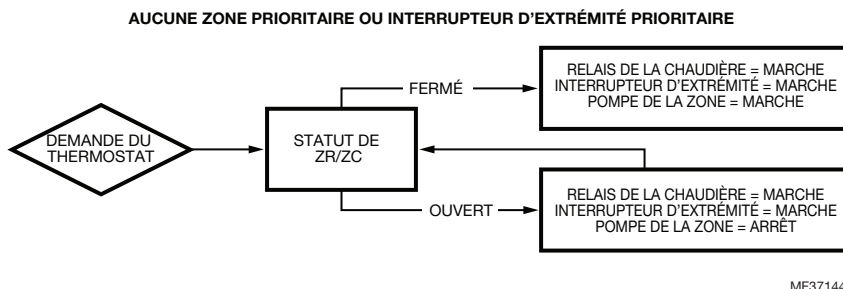 AUCUNE ZONE PRIORITAIRE OU INTERRUPTEUR D'EXTRÉMITÉ PRIORITAIRE
DEMANDE DU
THERMOSTAT
STATUT DE
ZR/ZC
FERMÉ
RELAIS DE LA CHAUDIÈRE = MARCHE
INTERRUPTEUR D'EXTRÉMITÉ = MARCHE
POMPE DE LA ZONE = MARCHE
OUVERT
RELAIS DE LA CHAUDIÈRE = MARCHE
INTERRUPTEUR D'EXTRÉMITÉ = MARCHE
POMPE DE LA ZONE = ARRÊT
MF37144